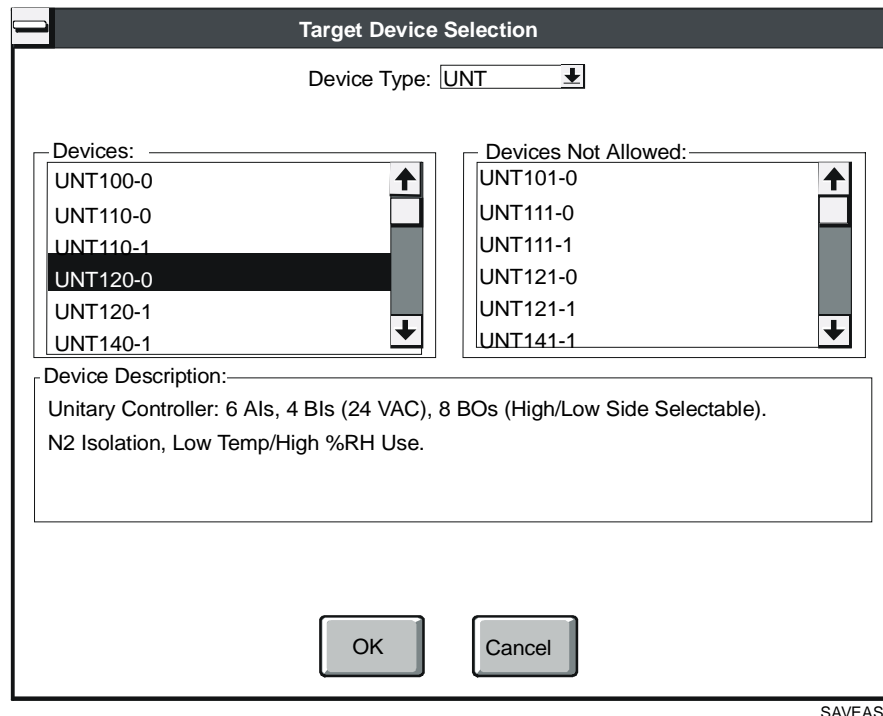 Target Device Selection
Device Type: UNT
Devices:
UNT100-0
UNT110-0
UNT110-1
UNT120-0
UNT120-1
UNT140-1
Devices Not Allowed:
UNT101-0
UNT111-0
UNT111-1
UNT121-0
UNT121-1
UNT141-1
Device Description:
Unitary Controller: 6 AIs, 4 BIs (24 VAC), 8 BOs (High/Low Side Selectable).
N2 Isolation, Low Temp/High %RH Use.
OK
Cancel
SAVEAS